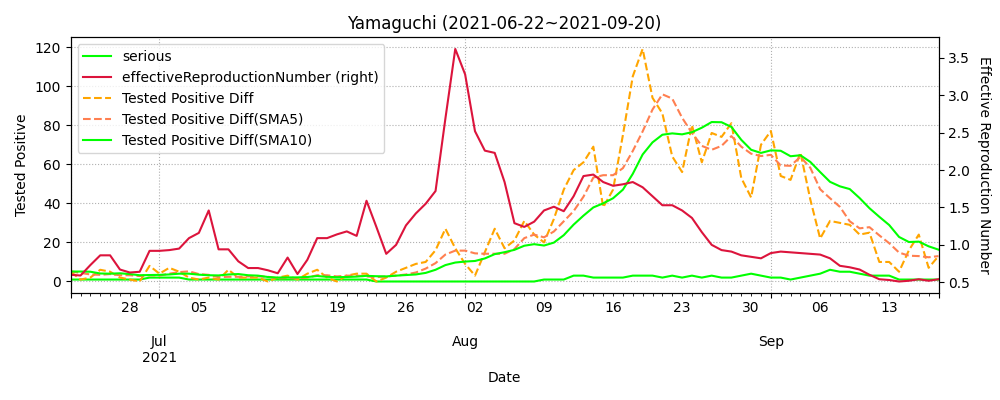 Yamaguchi (2021-06-22~2021-09-20)
serious
effectiveReproductionNumber (right)
Tested Positive Diff
Tested Positive Diff(SMA5)
Tested Positive Diff(SMA10)
Tested Positive
120
100
80
60
40
20
0
3.5
3.0
2.5
2.0
1.5
1.0
0.5
Effective Reproduction Number
28 05 12 19 26 02 09 16 23 30 06 13
Jul Aug Sep
2021
Date